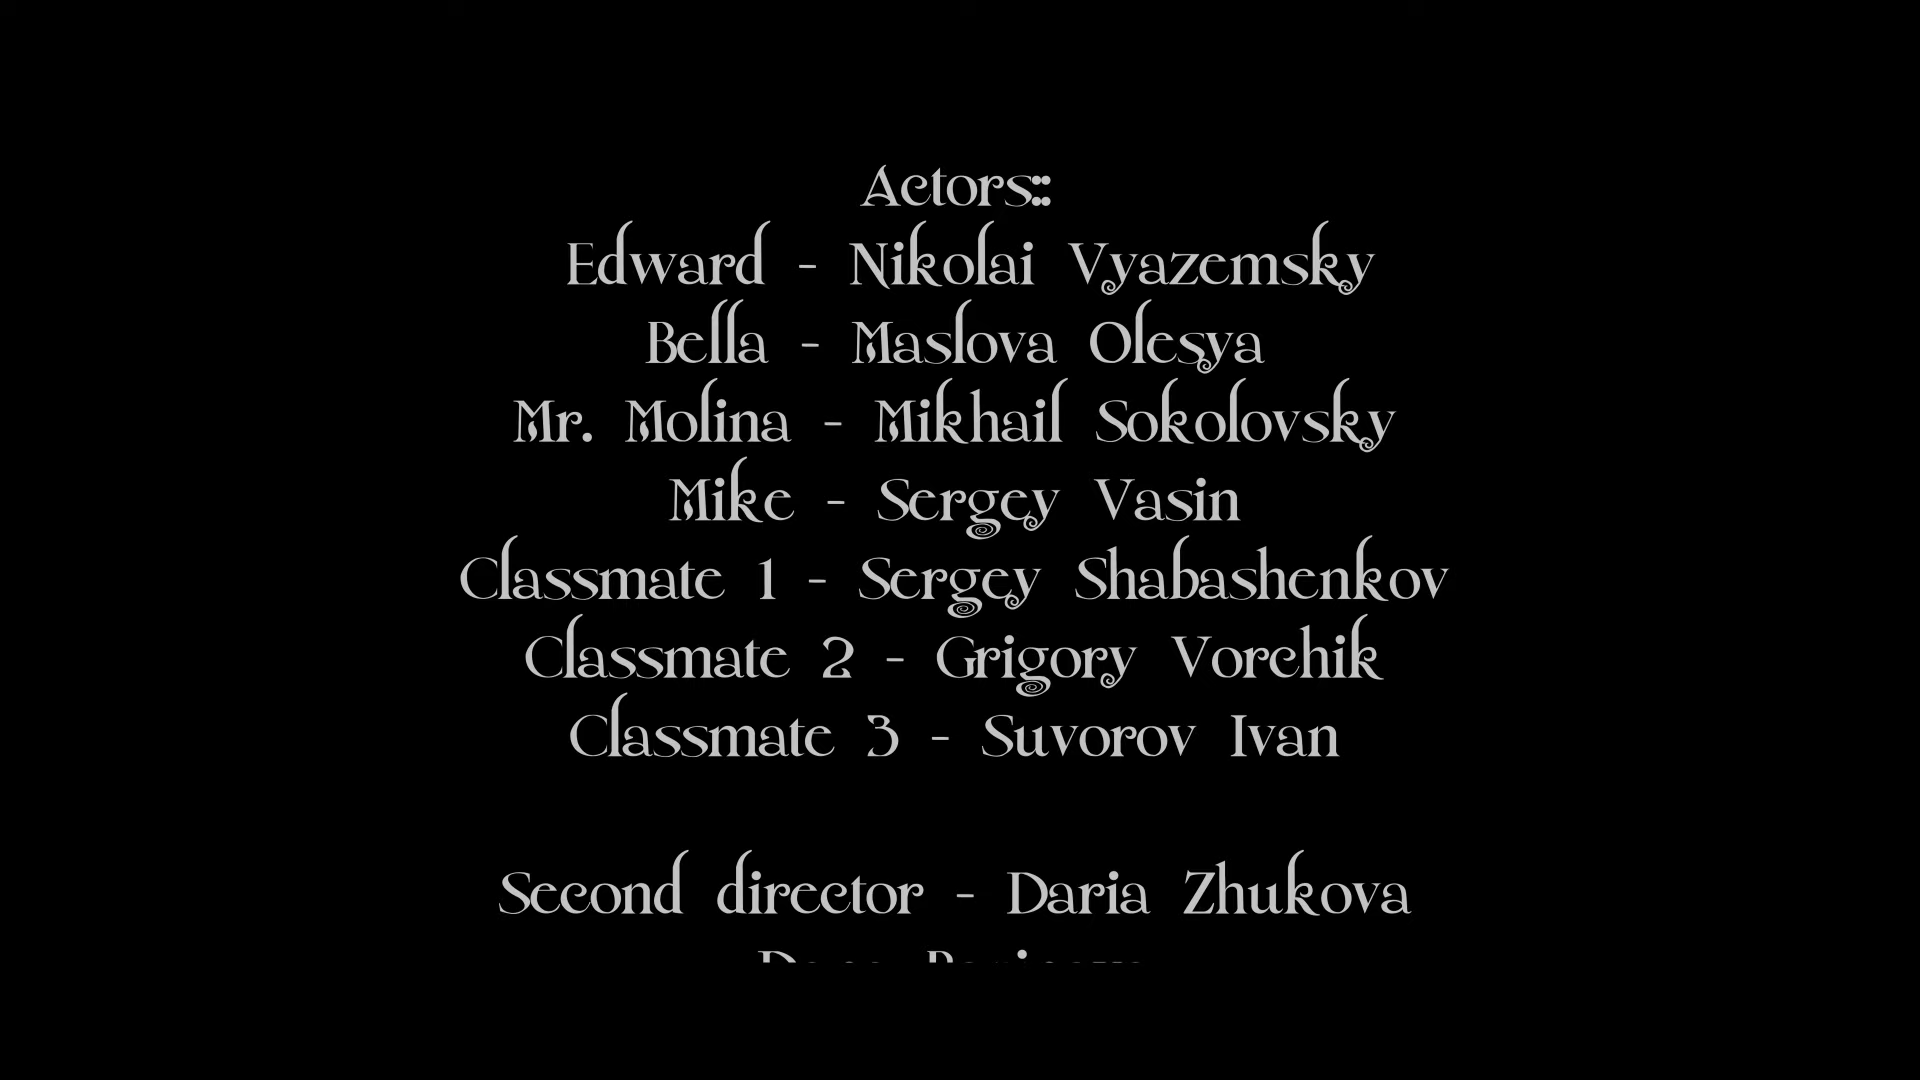 Actors::
Edward - Nikolai Vyazemsky
Bella - Maslova Olesya
Mr. Molina - Mikhail Sokolovsky
Mike - Sergey Vasin
Classmate 1 - Sergey Shabashenkov
Classmate 2 - Grigory Vorchik
Classmate 3 - Suvorov Ivan
Second director - Daria Zhukova